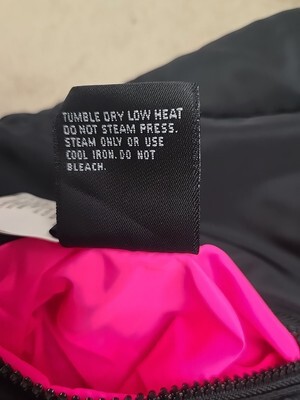 TUMBLE DRY LOW HEAT
DO NOT STEAM PRESS.
STEAM ONLY OR USE
COOL IRON. DO NOT
BLEACH.